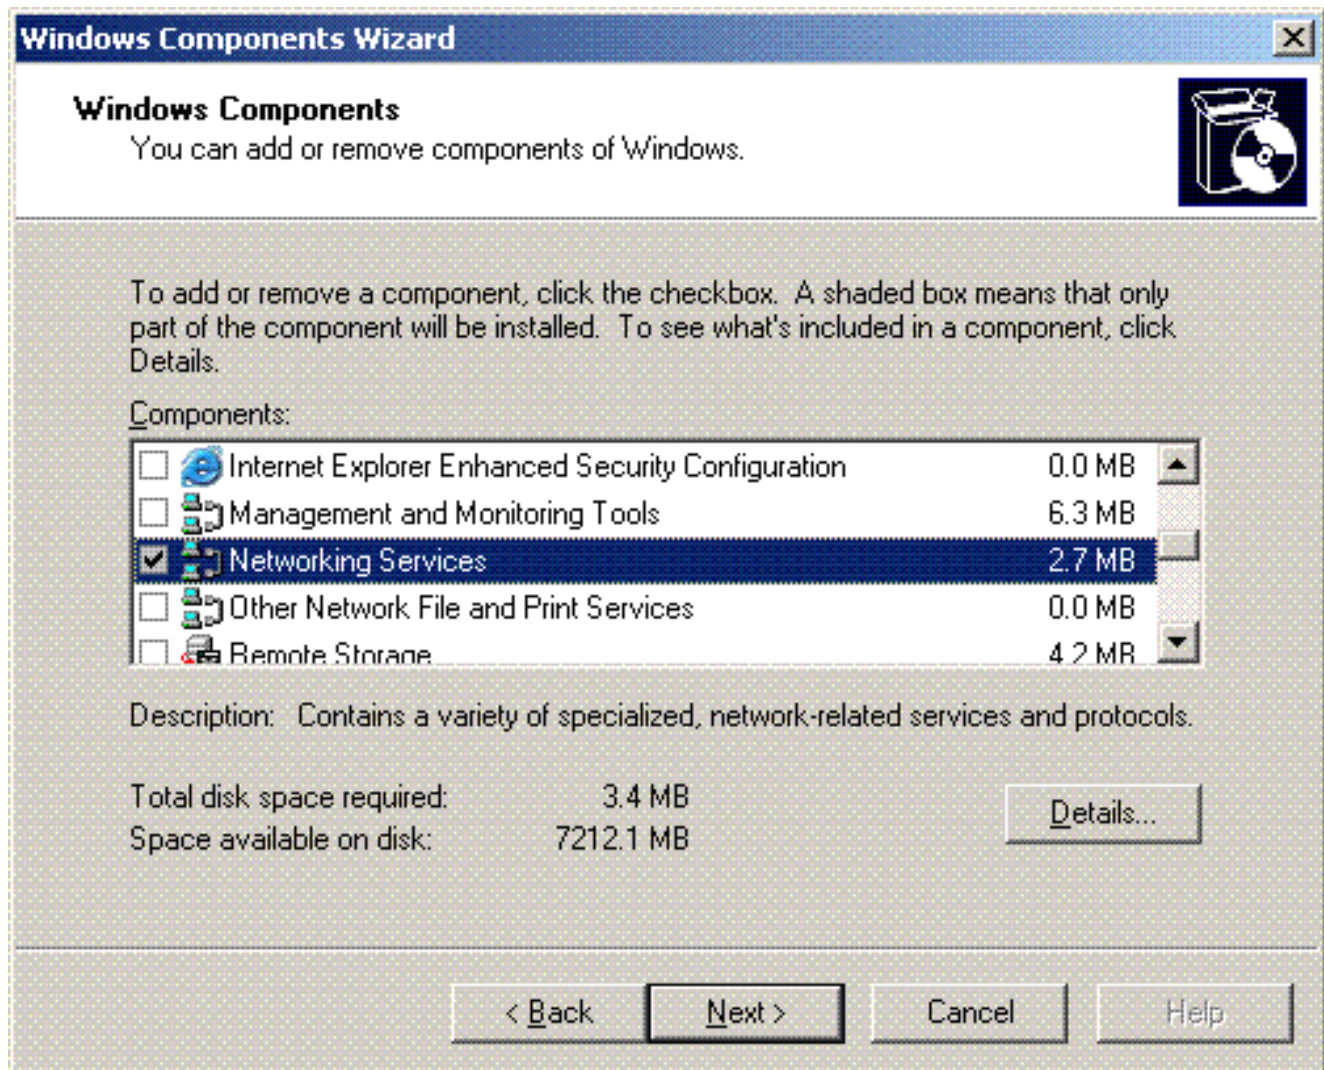 Windows Components Wizard
Windows Components
You can add or remove components of Windows.
To add or remove a component, click the checkbox. A shaded box means that only
part of the component will be installed. To see what's included in a component, click
Details.
Components:
Internet Explorer Enhanced Security Configuration 0.0 MB
Management and Monitoring Tools 6.3 MB
Networking Services 2.7 MB
Other Network File and Print Services 0.0 MB
Remote Storage 4.2 MB
Description: Contains a variety of specialized, network-related services and protocols.
Total disk space required: 3.4 MB
Space available on disk: 7212.1 MB
Details...
< Back Next > Cancel Help